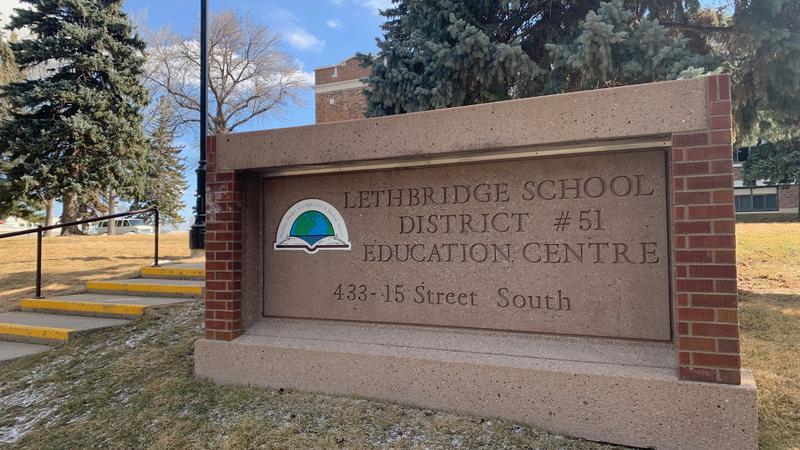 LETHBRIDGE SCHOOL
DISTRICT #51
EDUCATION CENTRE
433-15 Street South